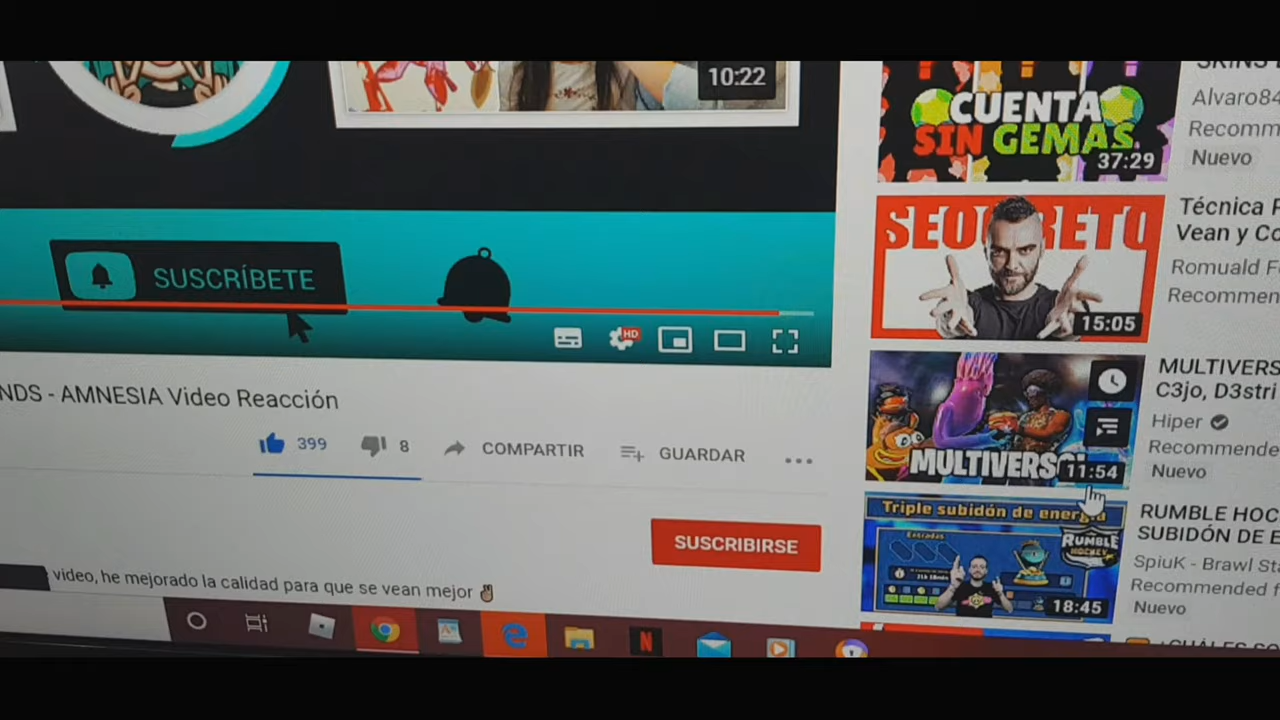 10:22
SUSCRÍBETE
HD
NDS - AMNESIA Video Reacción
399
8
COMPARTIR
GUARDAR
SUSCRIBIRSE
video, he mejorado la calidad para que se vean mejor
CUENTA
SIN GEMAS
37:29
Alvaro84
Recomm
Nuevo
15:05
Técnica
Vean y Co
Romuald F
Recommen
MULTIVERS
11:54
MULTIVERS
C3jo, D3stri
Hiper
Recommende
Nuevo
Triple subidón de energía
Entradas
RUMBLE
HOCKEY
18:45
RUMBLE HOC
SUBIDÓN DE E
SpiuK - Brawl Sta
Recommended f
Nuevo
N